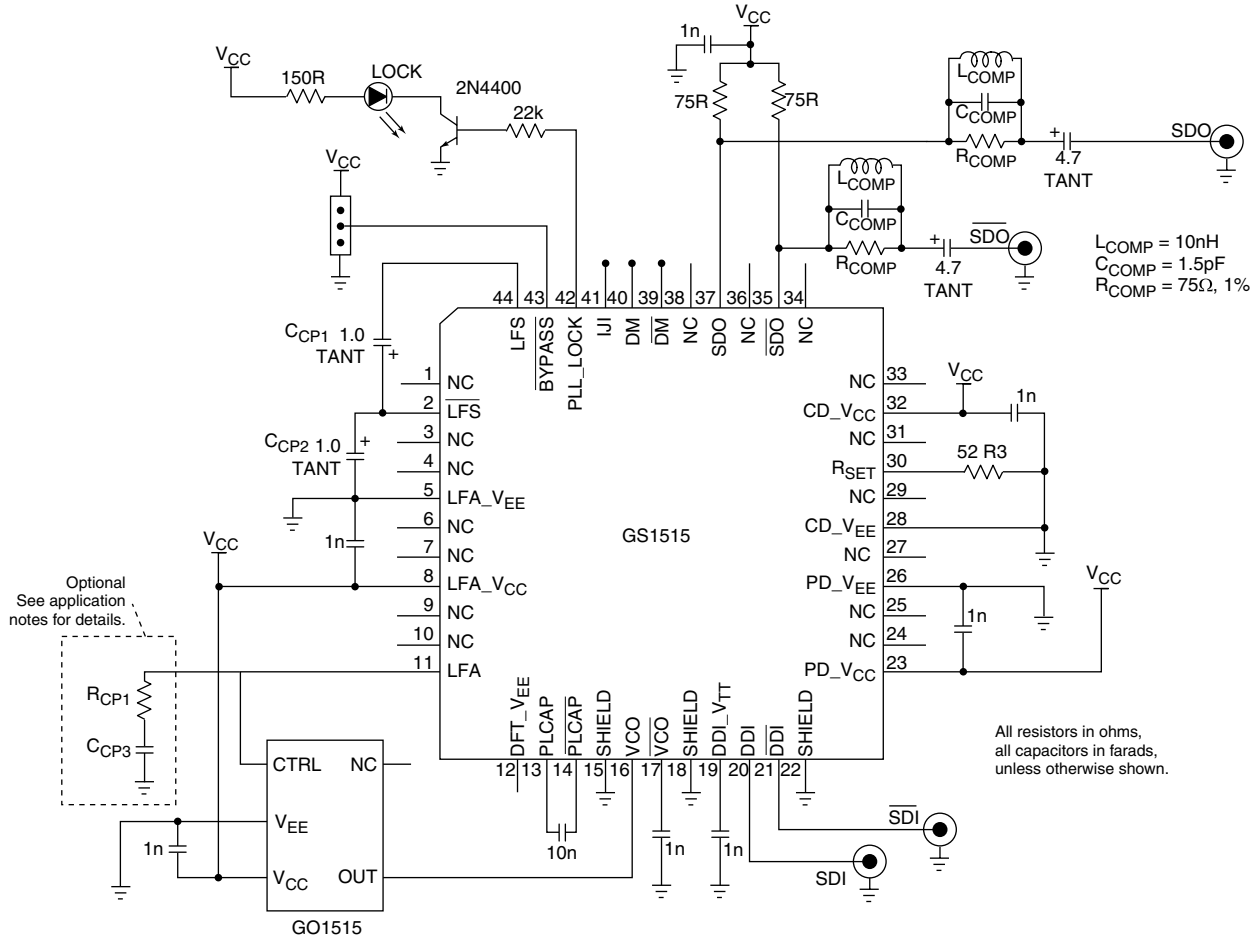 VCC
1n
VCC
150R
LOCK
2N4400
22k
75R
75R
LCOMP
CCOMP
RCOMP
+
4.7
TANT
SDO
VCC
LCOMP
CCOMP
RCOMP
+
4.7
TANT
SDO
LCOMP = 10nH
CCOMP = 1.5pF
RCOMP = 75Ω, 1%
44 43 42 41 40 39 38 37 36 35 34
LFS
BYPASS
PLL_LOCK
IJI
DM
DM
NC
SDO
NC
SDO
NC
CCP1 1.0
TANT
+
CCP2 1.0
TANT
+
1 NC
2 LFS
3 NC
4 NC
5 LFA_VEE
6 NC
7 NC
8 LFA_VCC
9 NC
10 NC
11 LFA
1n
VCC
GS1515
NC 33
CD_VCC 32
NC 31
RSET 30
NC 29
CD_VEE 28
NC 27
PD_VEE 26
NC 25
NC 24
PD_VCC 23
VCC
1n
52 R3
VCC
1n
Optional
See application
notes for details.
RCP1
CCP3
DFT_VEE
PLCAP
PLCAP
SHIELD
VCO
VCO
SHIELD
DDI_VTT
DDI
DDI
SHIELD
12 13 14 15 16 17 18 19 20 21 22
10n
1n
1n
SDI
SDI
All resistors in ohms,
all capacitors in farads,
unless otherwise shown.
CTRL
NC
VEE
VCC
OUT
1n
GO1515